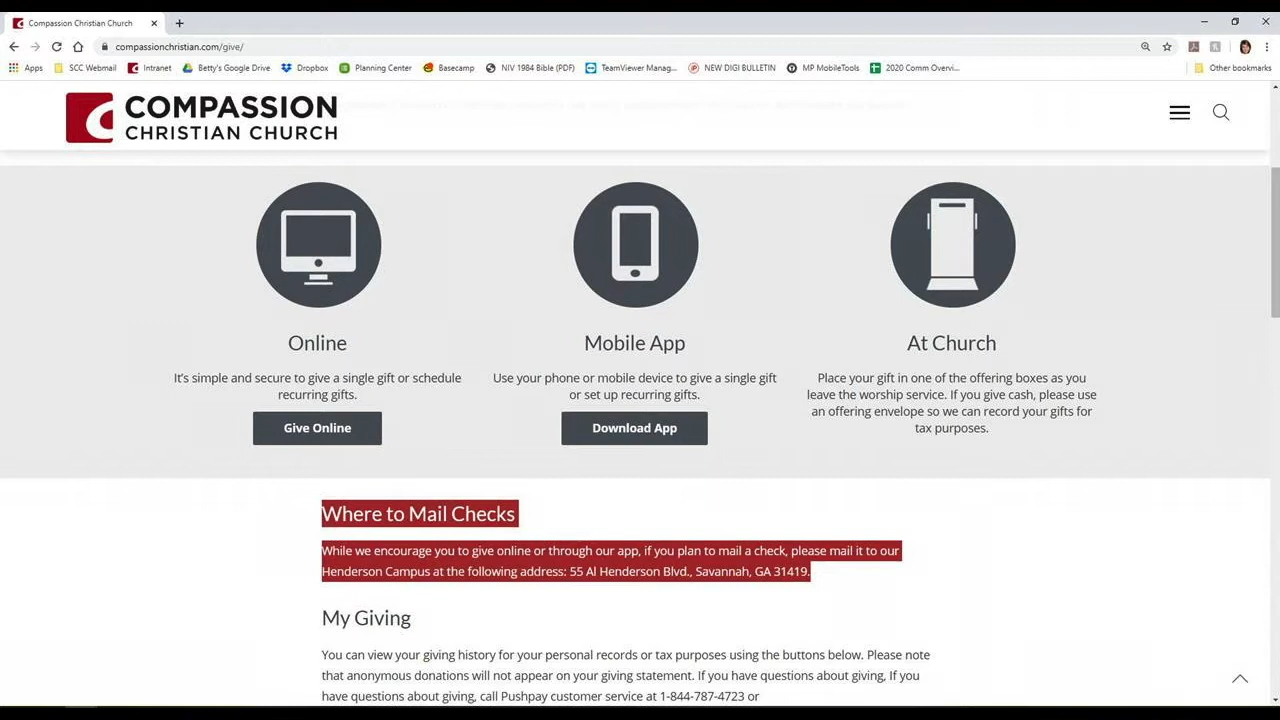 Compassion Christian Church
compassionchristian.com/give/
Apps SCC Webmail Intranet Betty's Google Drive Dropbox Planning Center Basecamp NIV 1984 Bible (PDF) TeamViewer Manag... NEW DIGI BULLETIN MP MobileTools 2020 Comm Overvi... Other bookmarks
COMPASSION
CHRISTIAN CHURCH
Online
It's simple and secure to give a single gift or schedule
recurring gifts.
Give Online
Mobile App
Use your phone or mobile device to give a single gift
or set up recurring gifts.
Download App
At Church
Place your gift in one of the offering boxes as you
leave the worship service. If you give cash, please use
an offering envelope so we can record your gifts for
tax purposes.
Where to Mail Checks
While we encourage you to give online or through our app, if you plan to mail a check, please mail it to our
Henderson Campus at the following address: 55 Al Henderson Blvd., Savannah, GA 31419.
My Giving
You can view your giving history for your personal records or tax purposes using the buttons below. Please note
that anonymous donations will not appear on your giving statement. If you have questions about giving, If you
have questions about giving, call Pushpay customer service at 1-844-787-4723 or